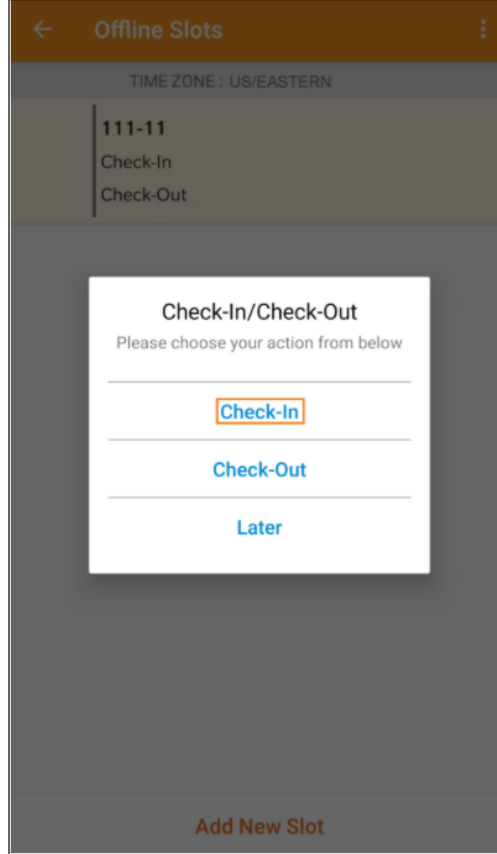 Offline Slots
TIME ZONE : US/EASTERN
111-11
Check-In
Check-Out
Check-In/Check-Out
Please choose your action from below
Check-In
Check-Out
Later
Add New Slot